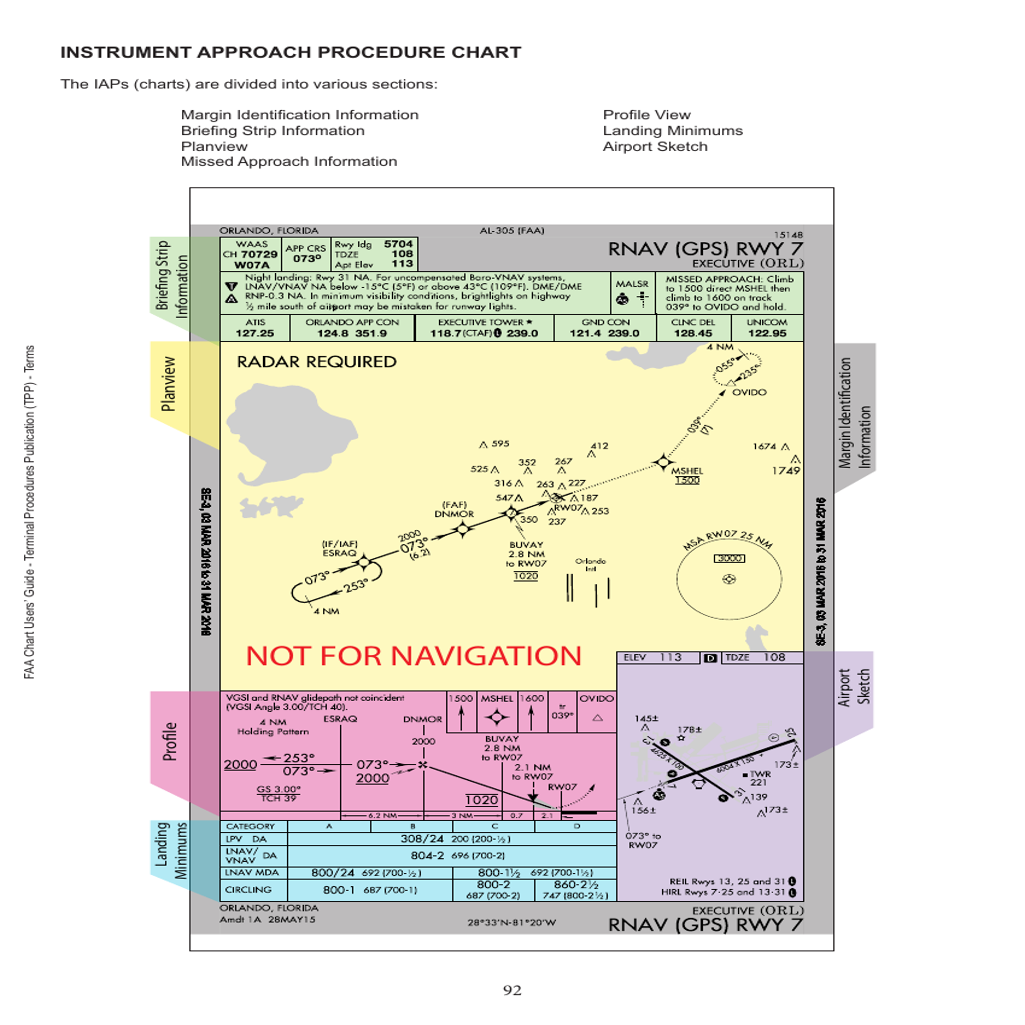 INSTRUMENT APPROACH PROCEDURE CHART
The IAPs (charts) are divided into various sections:
Margin Identification Information
Briefing Strip Information
Planview
Missed Approach Information
Profile View
Landing Minimums
Airport Sketch
FAA Chart Users' Guide - Terminal Procedures Publication (TPP) - Terms
Briefing Strip
Information
Planview
Profile
Landing
Minimums
Margin Identification
Information
Airport
Sketch
SE-3, 03 MAR 2016 to 31 MAR 2016
SE-3, 03 MAR 2016 to 31 MAR 2016
ORLANDO, FLORIDA
AL-305 (FAA)
15148
WAAS
CH 70729
W07A
APP CRS
073°
Rwy ldg 5704
TDZE 108
Apt Elev 113
RNAV (GPS) RWY 7
EXECUTIVE (ORL)
Night landing: Rwy 31 NA. For uncompensated Baro-VNAV systems,
LNAV/VNAV NA below -15°C (5°F) or above 43°C (109°F). DME/DME
RNP-0.3 NA. In minimum visibility conditions, brightlights on highway
½ mile south of airport may be mistaken for runway lights.
T
A
MALSR
A5
MISSED APPROACH: Climb
to 1500 direct MSHEL then
climb to 1600 on track
039° to OVIDO and hold.
ATIS
127.25
ORLANDO APP CON
124.8 351.9
EXECUTIVE TOWER ★
118.7 (CTAF) L 239.0
GND CON
121.4 239.0
CLNC DEL
128.45
UNICOM
122.95
RADAR REQUIRED
4 NM
055°
235°
OVIDO
039°
(7)
595
412
1674
1749
525
352
267
MSHEL
1500
316
263
227
547
187
RW07
253
350
237
(FAF)
DNMOR
2000
073°
(6.2)
(IF/IAF)
ESRAQ
BUVAY
2.8 NM
to RW07
1020
Orlando
Intl
MSA RW07 25 NM
3000
073°
253°
4 NM
NOT FOR NAVIGATION
ELEV 113
D
TDZE 108
VGSI and RNAV glidepath not coincident
(VGSI Angle 3.00/TCH 40).
1500
MSHEL
1600
tr
039°
OVIDO
4 NM
Holding Pattern
ESRAQ
DNMOR
2000
BUVAY
2.8 NM
to RW07
2.1 NM
to RW07
RW07
2000
253°
073°
073°
2000
GS 3.00°
TCH 39
1020
6.2 NM
3 NM
0.7
2.1
145±
178±
13
25
173±
6004 X 150
TWR
221
7
31
139
156±
173±
073° to
RW07
REIL Rwys 13, 25 and 31 L
HIRL Rwys 7-25 and 13-31 L
CATEGORY A B C D
LPV DA 308/24 200 (200-½)
LNAV/
VNAV DA 804-2 696 (700-2)
LNAV MDA 800/24 692 (700-½) 800-1½ 692 (700-1½)
CIRCLING 800-1 687 (700-1)
800-2
687 (700-2)
860-2½
747 (800-2½)
ORLANDO, FLORIDA
Amdt 1A 28MAY15
28°33'N-81°20'W
EXECUTIVE (ORL)
RNAV (GPS) RWY 7
92